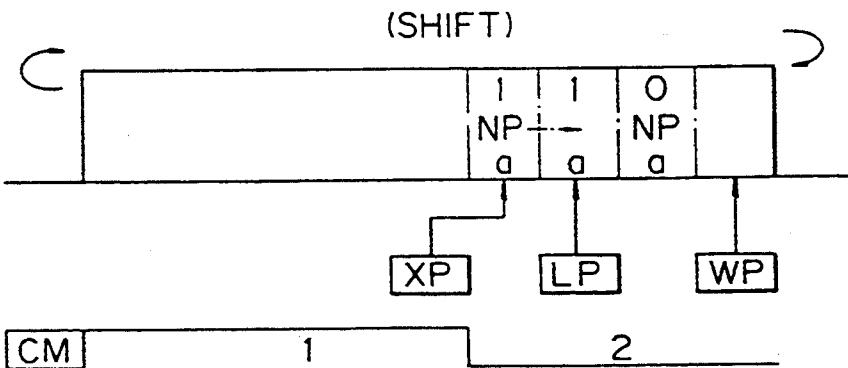 (SHIFT)
1 1 0
NP NP
a a a
XP LP WP
CM 1 2